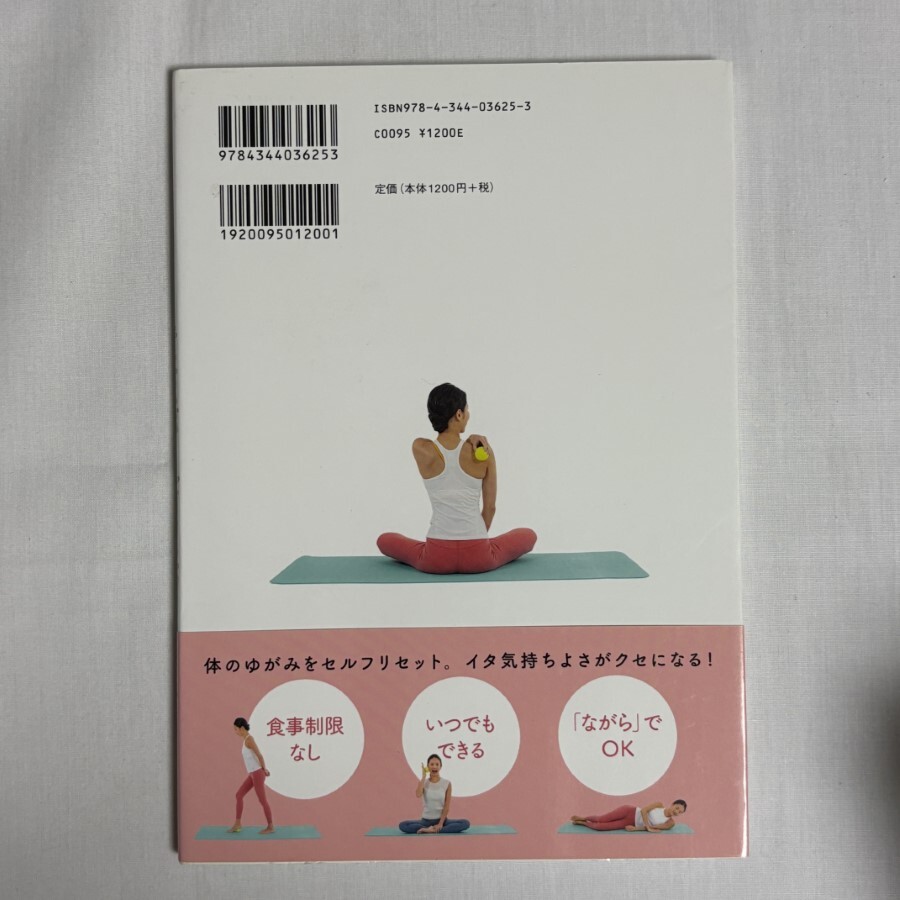 ISBN978-4-344-03625-3
C0095 ¥1200E
9784344036253
定価(本体1200円+税)
1920095012001
体のゆがみをセルフリセット。イタ気持ちよさがクセになる!
食事制限
なし
いつでも
できる
「ながら」で
OK